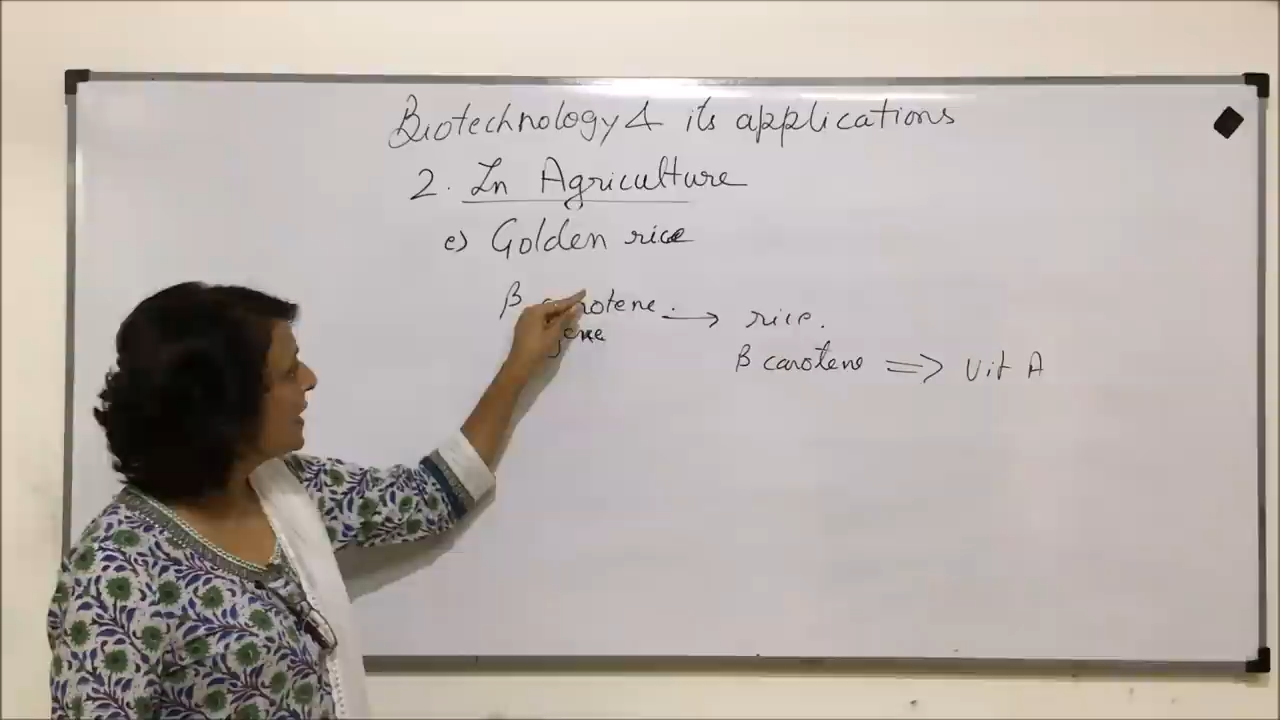 Biotechnology & its applications
2. In Agriculture
e) Golden rice
β carotene. → rice.
gene
β carotene ⇒ Vit A